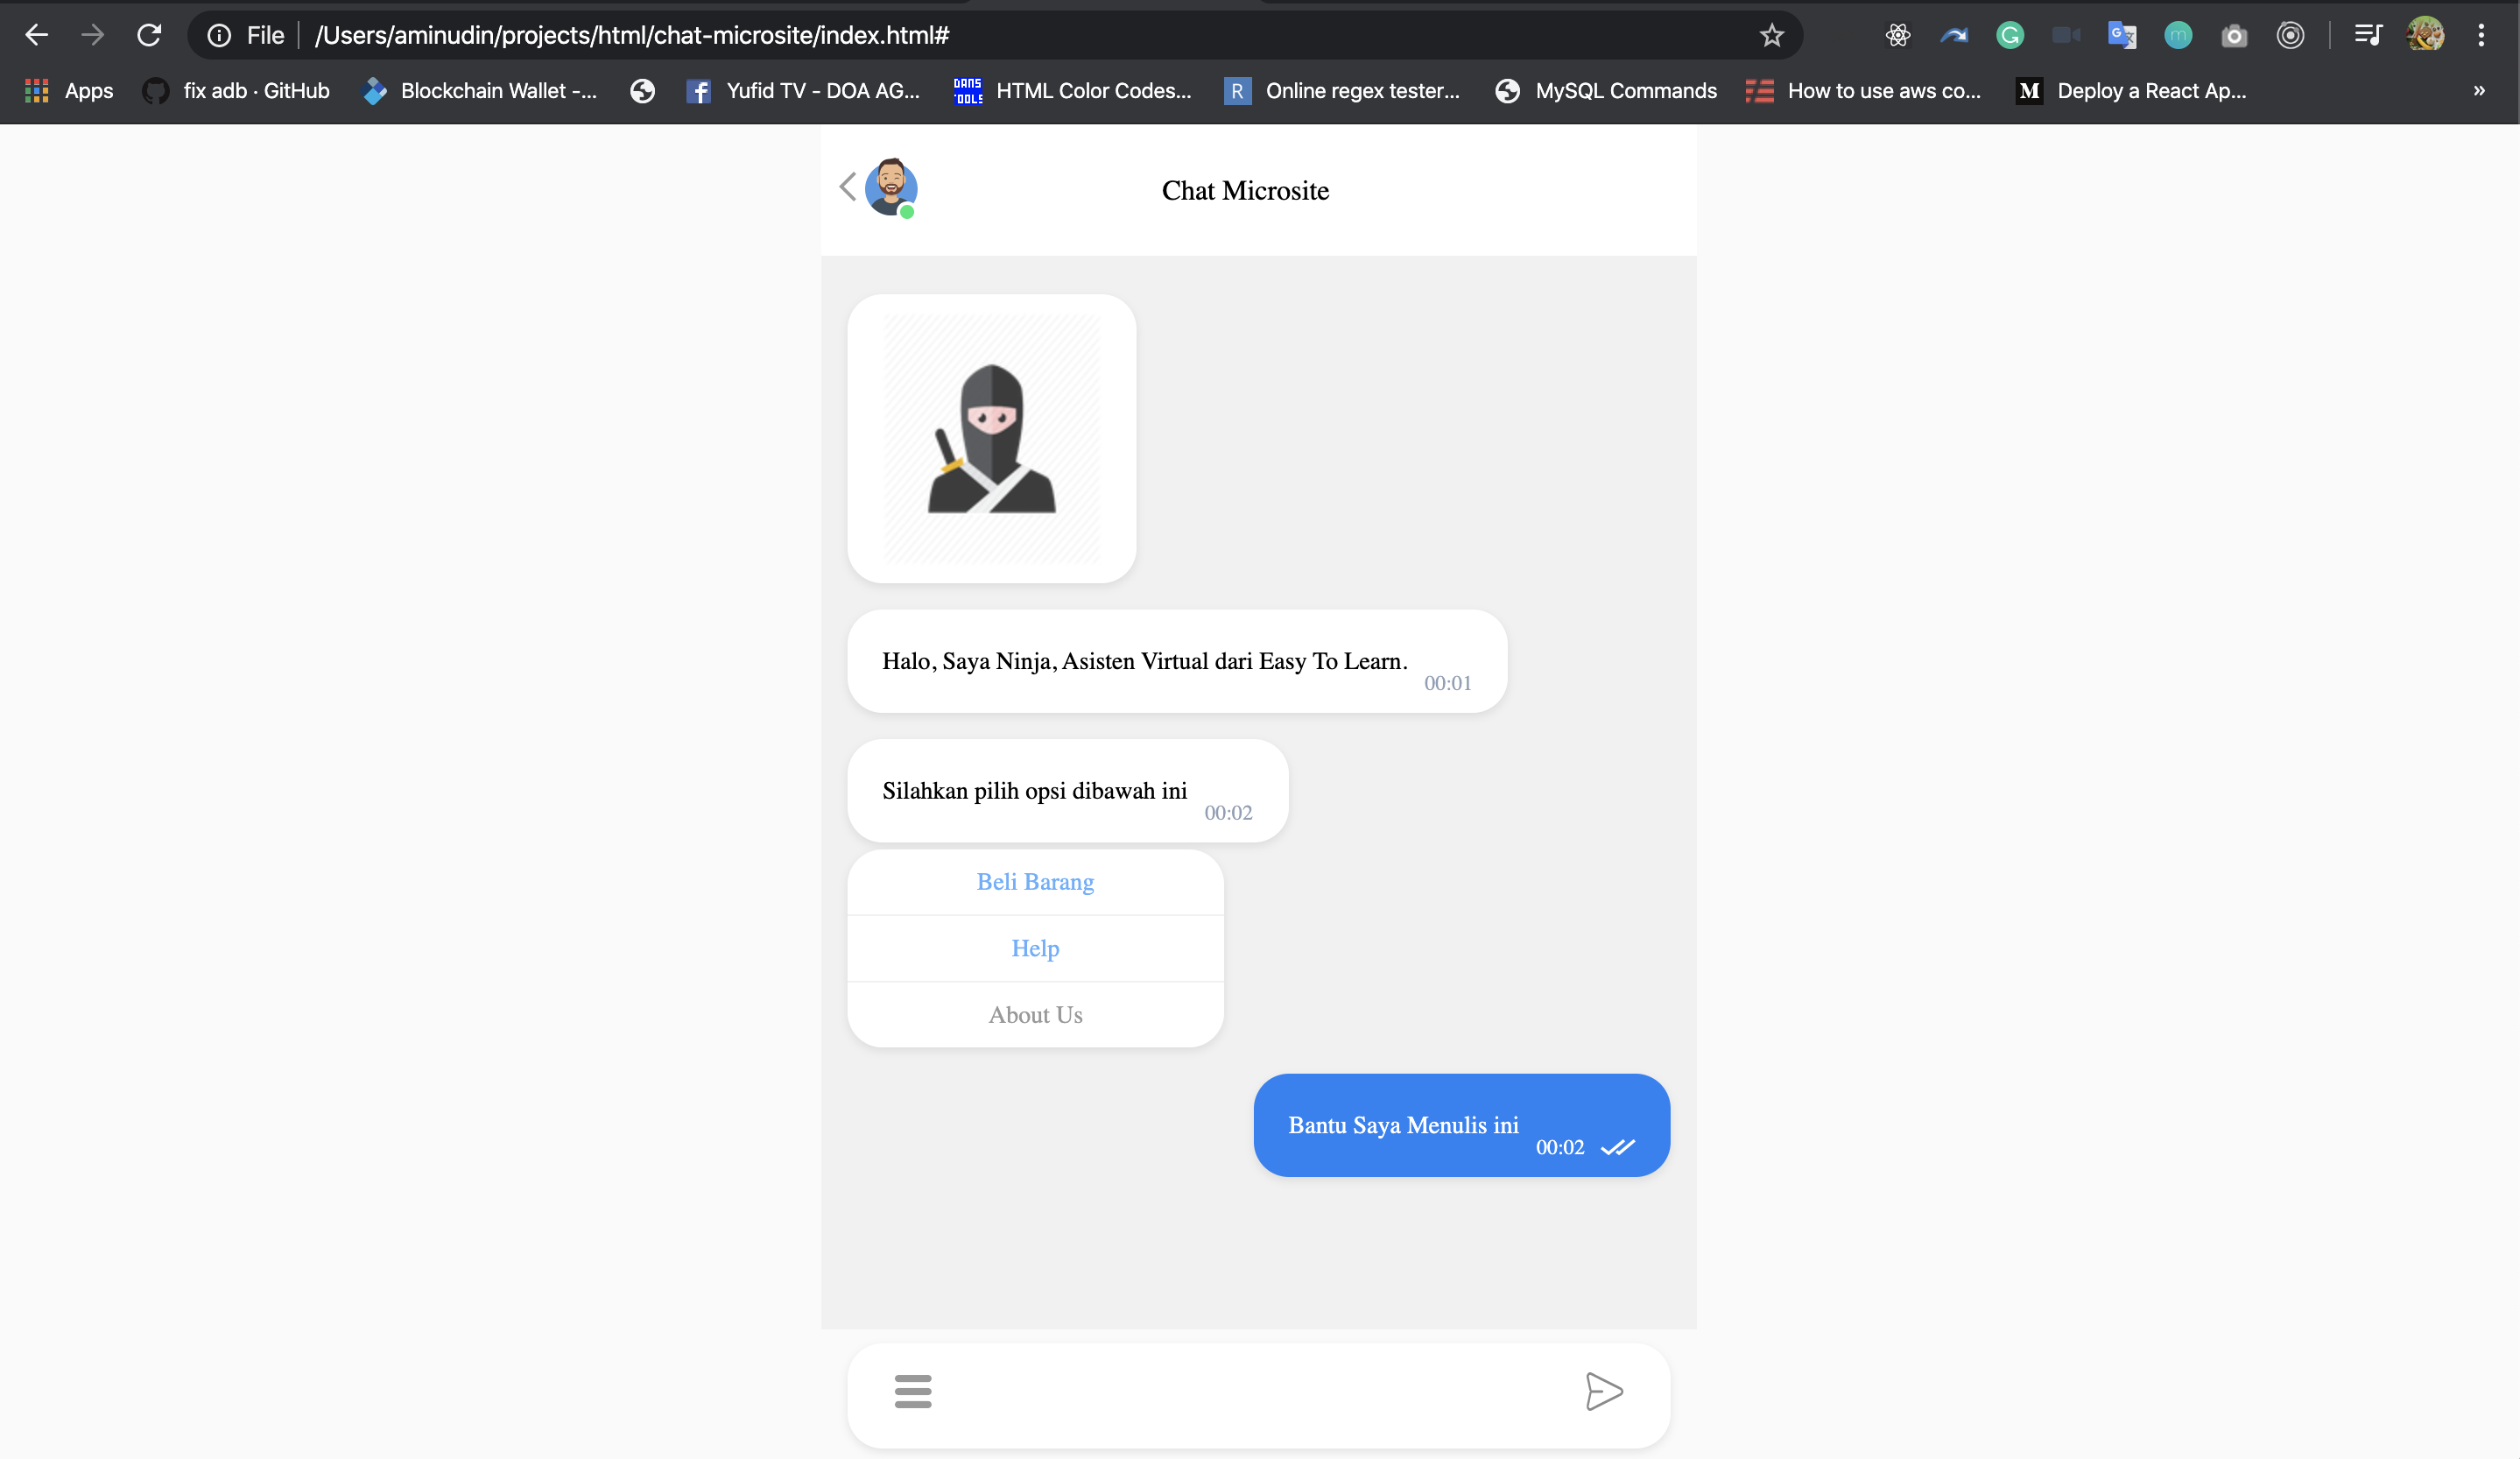 File
/Users/aminudin/projects/html/chat-microsite/index.html#
Apps
fix adb · GitHub
Blockchain Wallet -...
Yufid TV - DOA AG...
DANS TOOLS
HTML Color Codes...
R
Online regex tester...
MySQL Commands
How to use aws co...
M
Deploy a React Ap...
»
Chat Microsite
Halo, Saya Ninja, Asisten Virtual dari Easy To Learn.
00:01
Silahkan pilih opsi dibawah ini
00:02
Beli Barang
Help
About Us
Bantu Saya Menulis ini
00:02